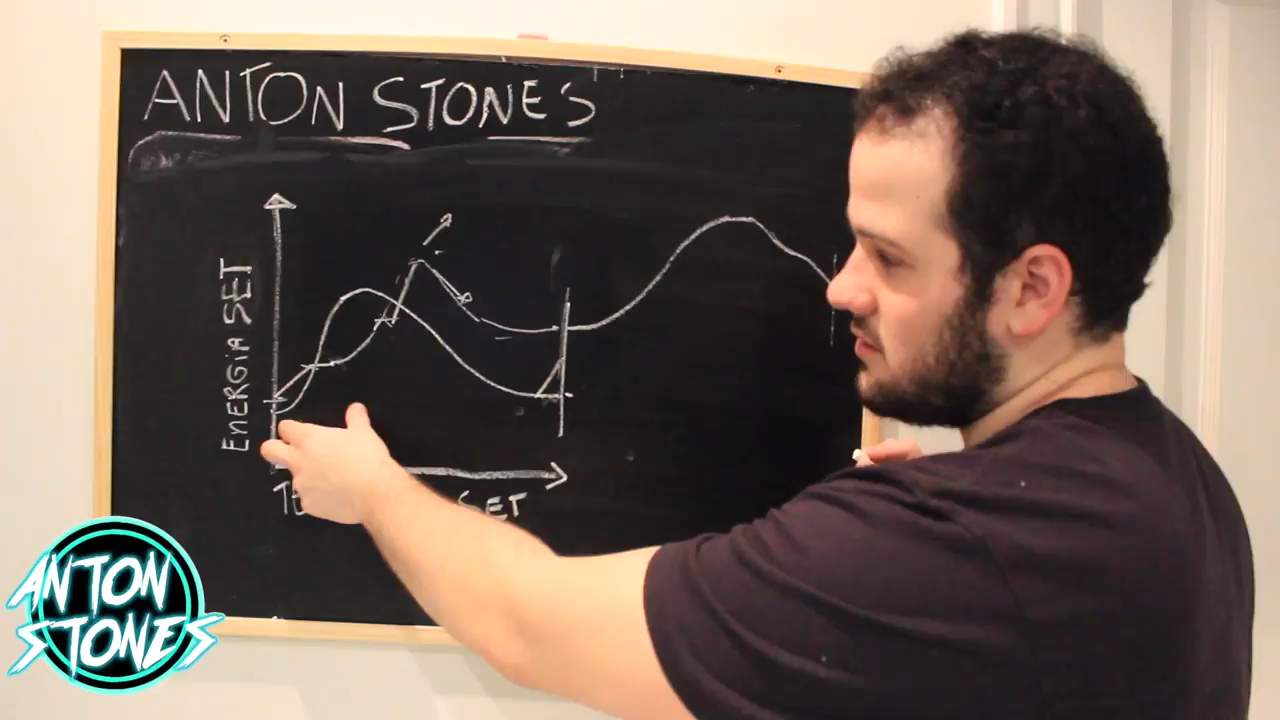 ANTON STONES
ENERGIA SET
SET
ANTON
STONES